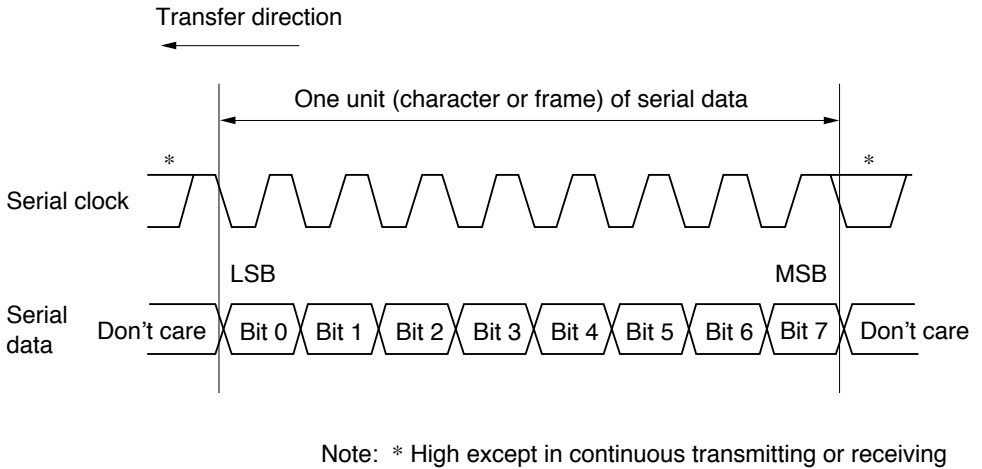 Transfer direction
One unit (character or frame) of serial data
* *
Serial clock
LSB MSB
Serial
data
Don't care Bit 0 Bit 1 Bit 2 Bit 3 Bit 4 Bit 5 Bit 6 Bit 7 Don't care
Note: * High except in continuous transmitting or receiving